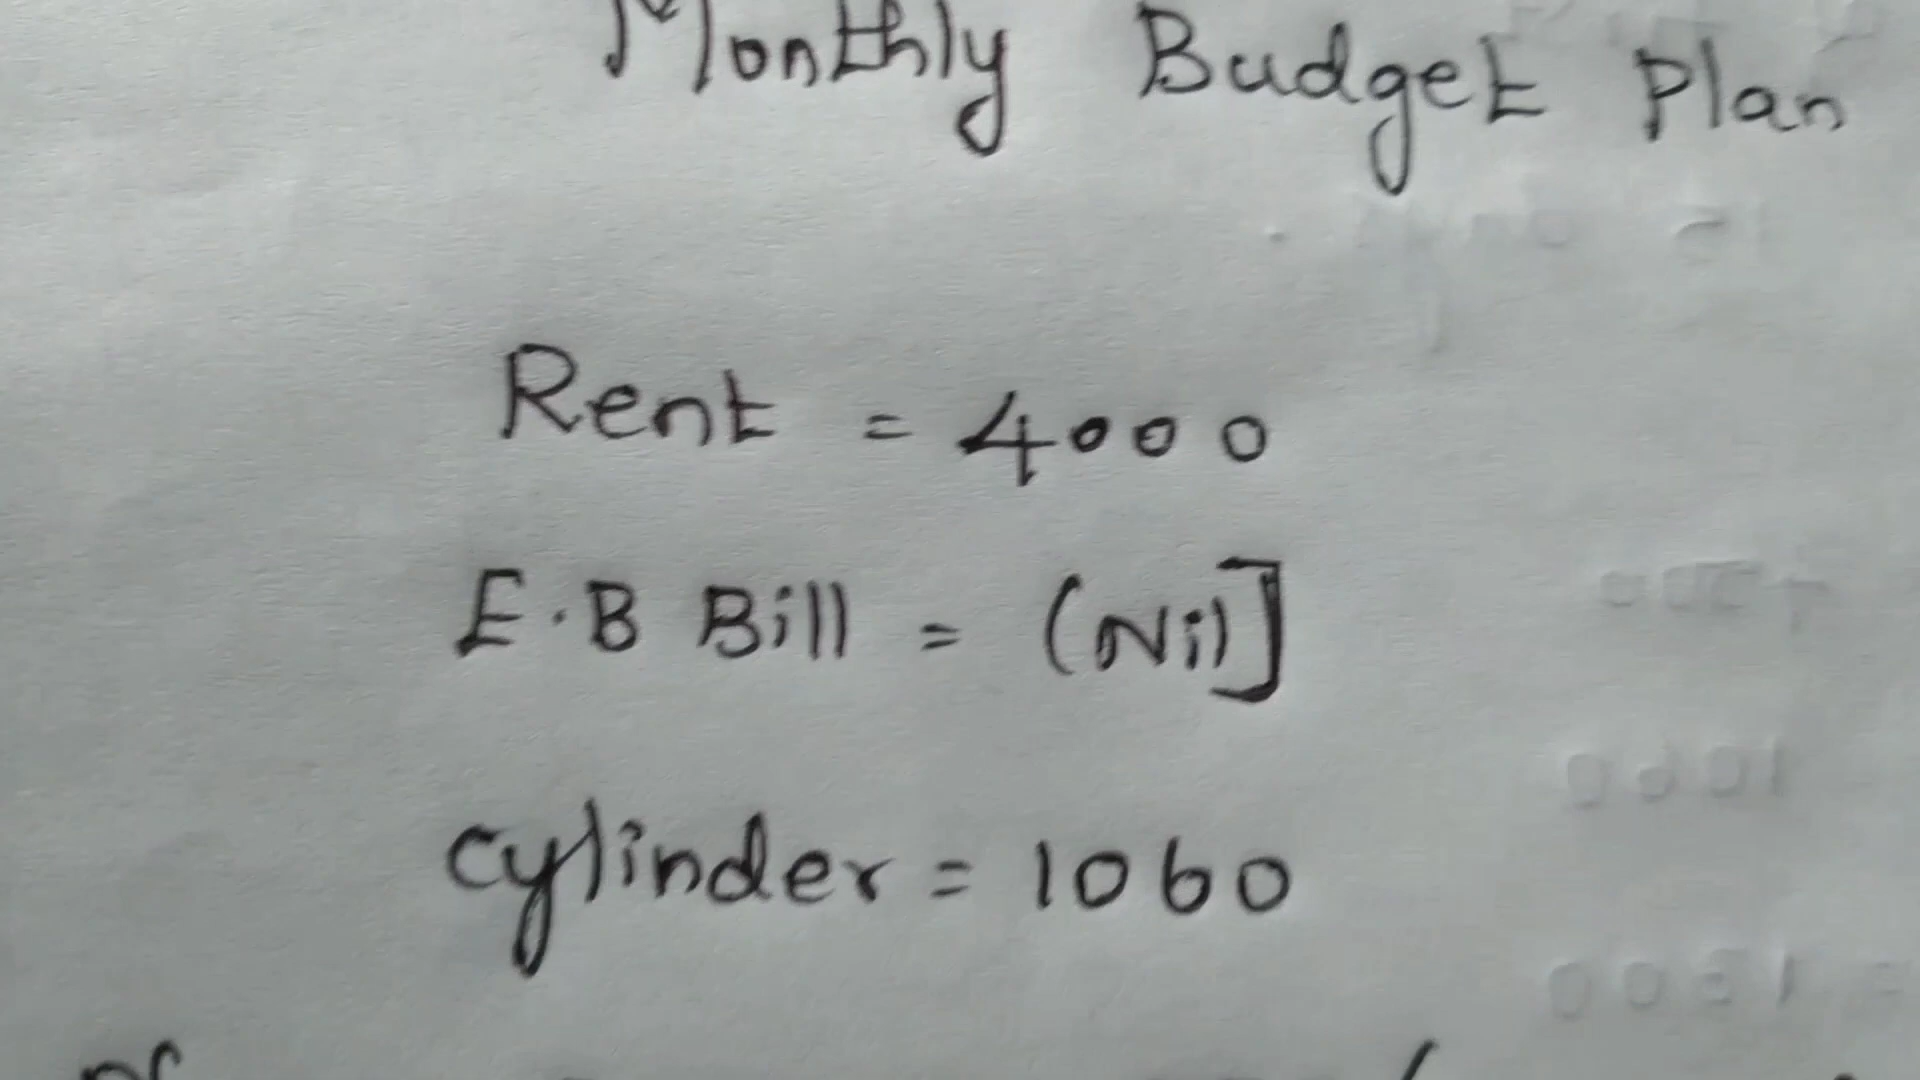 Monthly Budget Plan
Rent = 4000
E.B Bill = (Nil]
cylinder = 1060